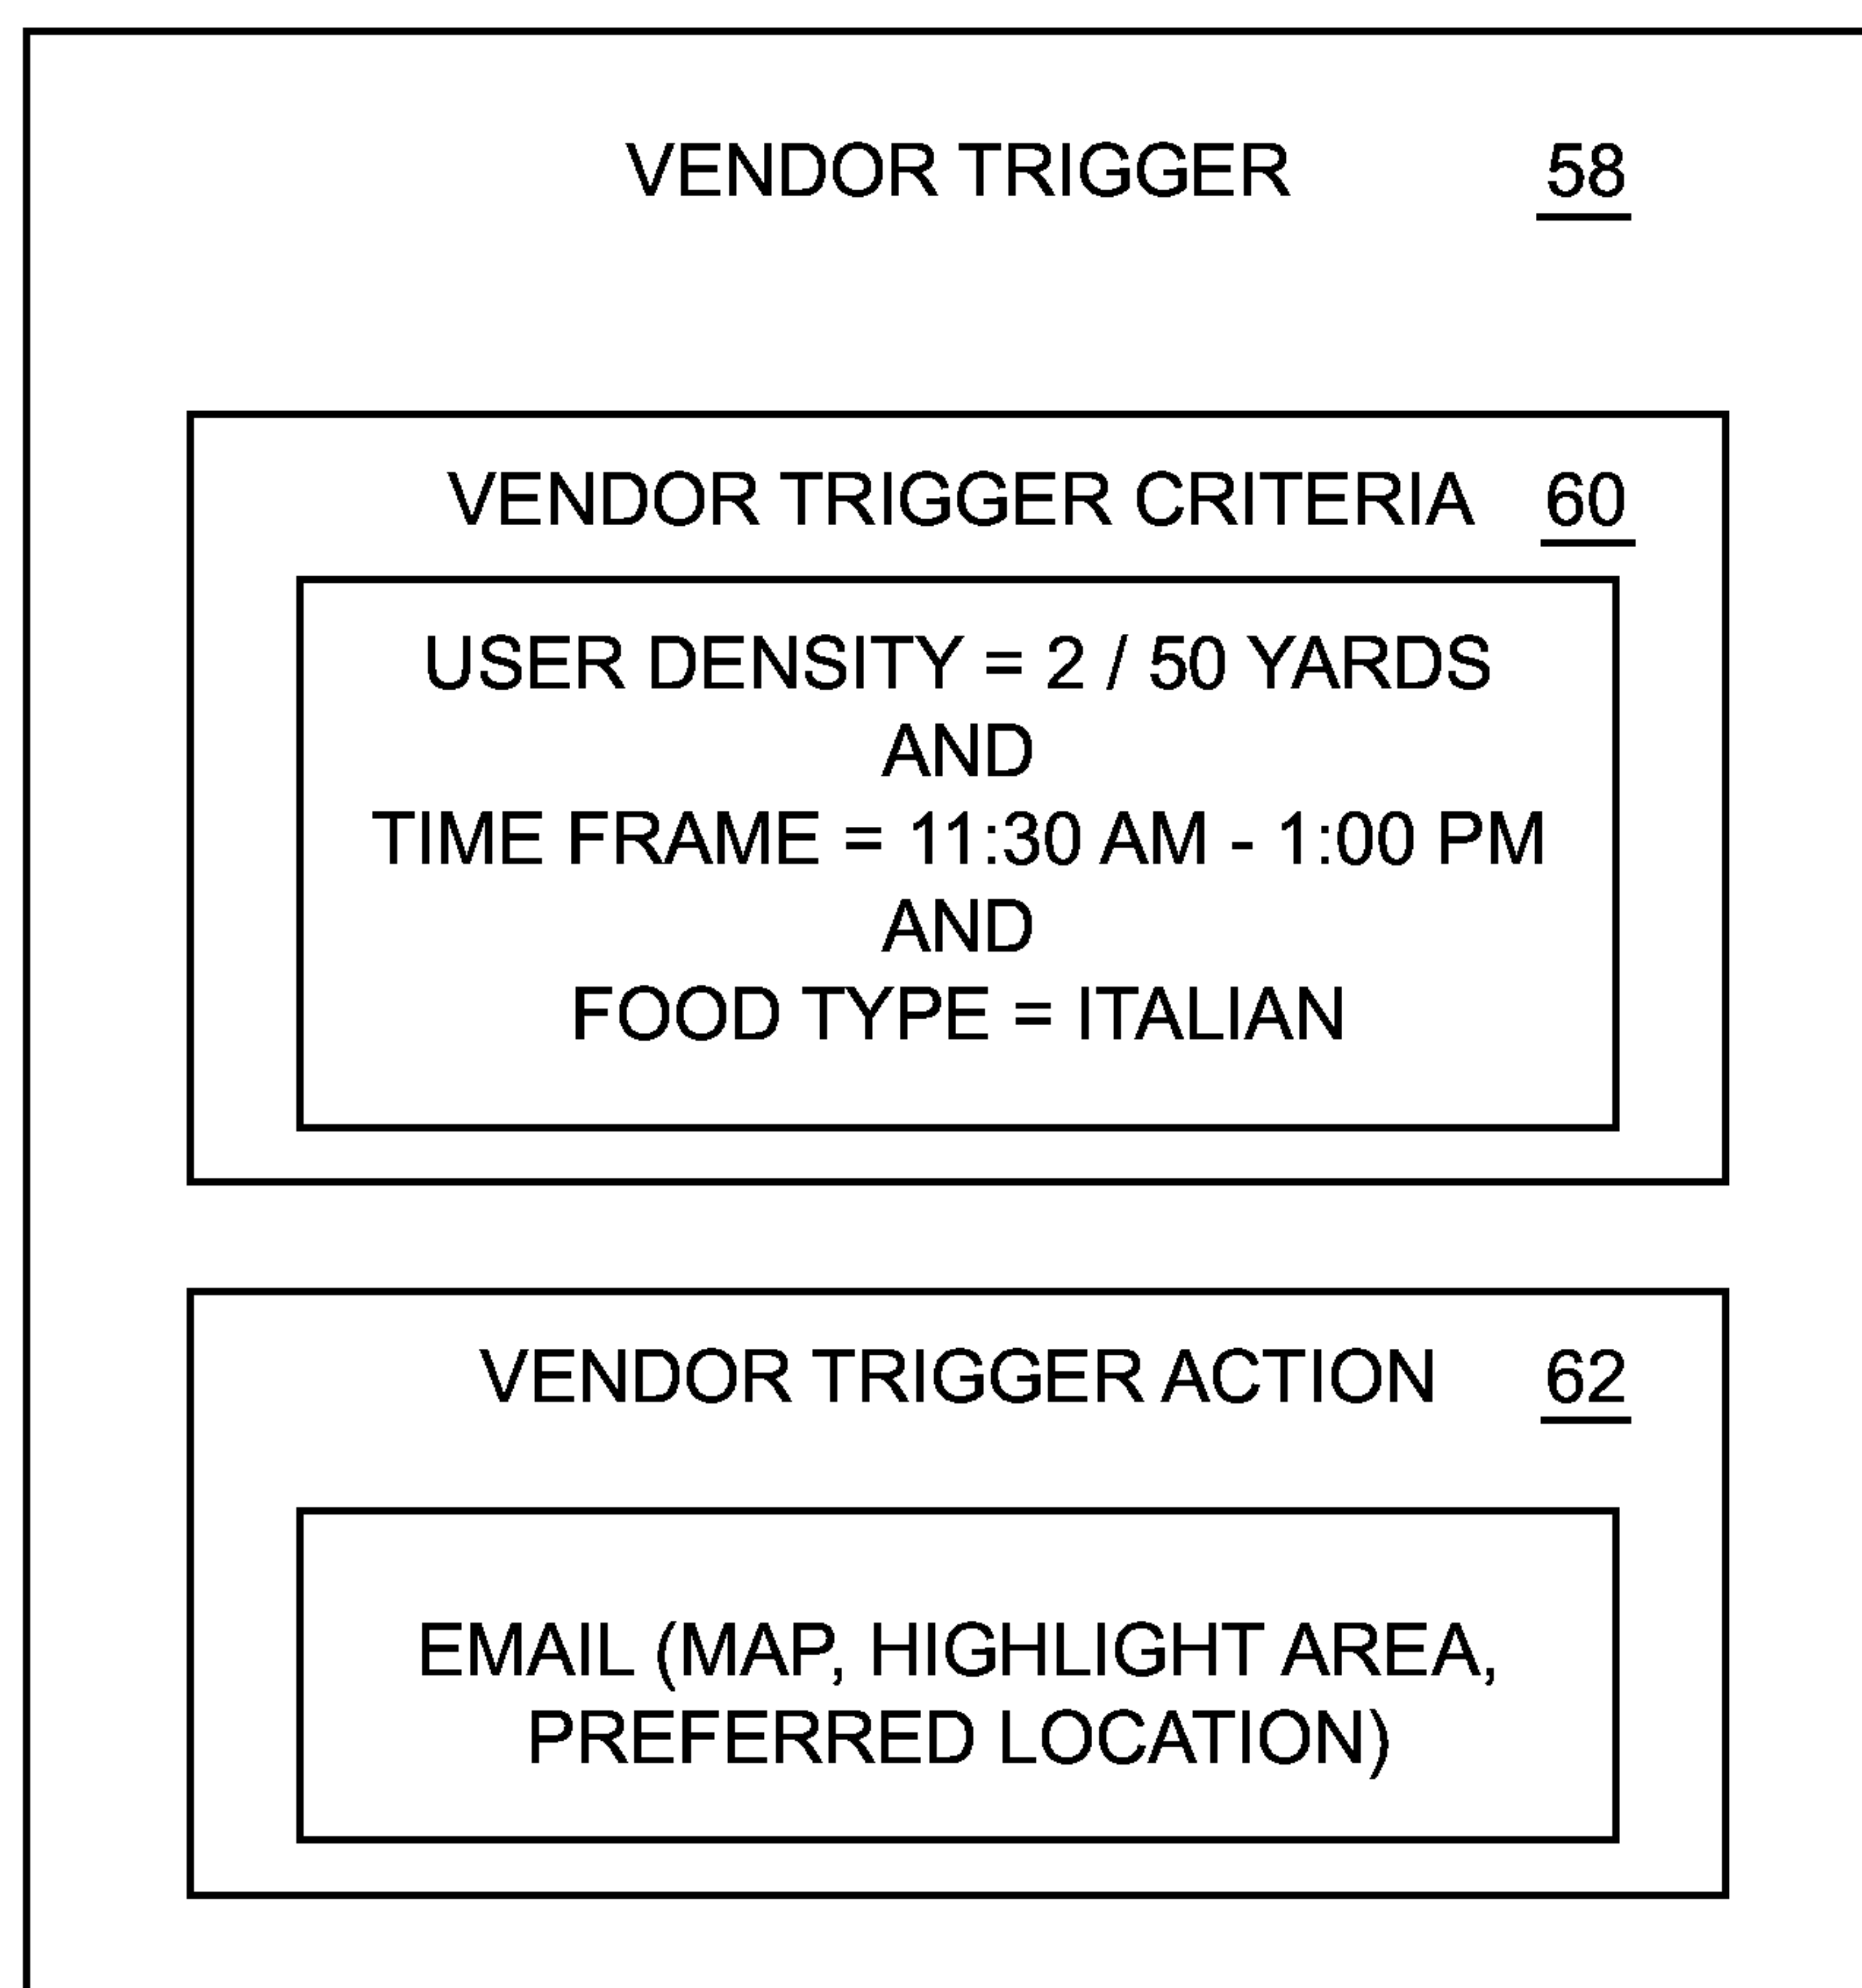 VENDOR TRIGGER 58
VENDOR TRIGGER CRITERIA 60
USER DENSITY = 2 / 50 YARDS
AND
TIME FRAME = 11:30 AM - 1:00 PM
AND
FOOD TYPE = ITALIAN
VENDOR TRIGGER ACTION 62
EMAIL (MAP, HIGHLIGHT AREA,
PREFERRED LOCATION)